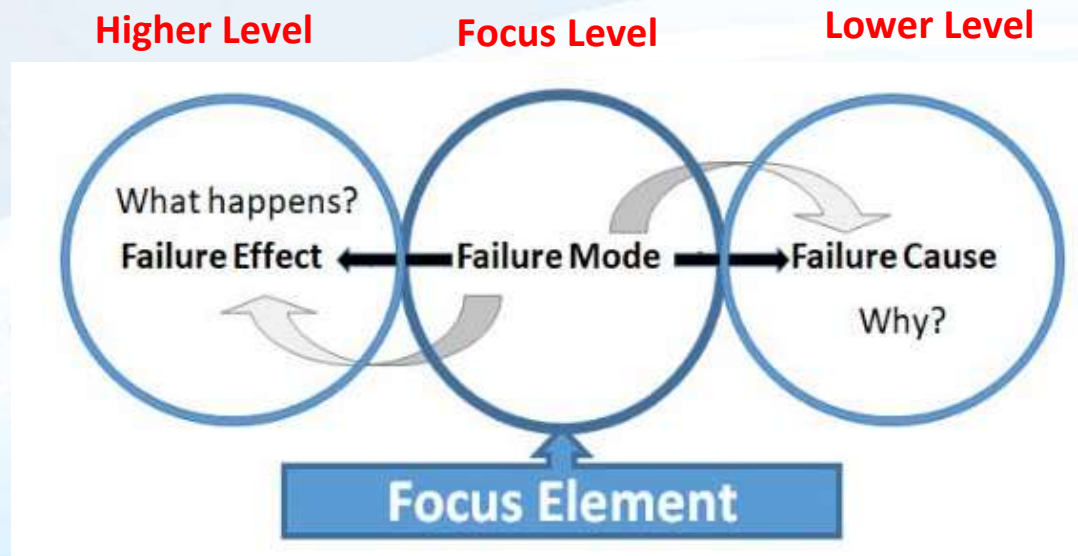 Higher Level
Focus Level
Lower Level
What happens?
Failure Effect
Failure Mode
Failure Cause
Why?
Focus Element